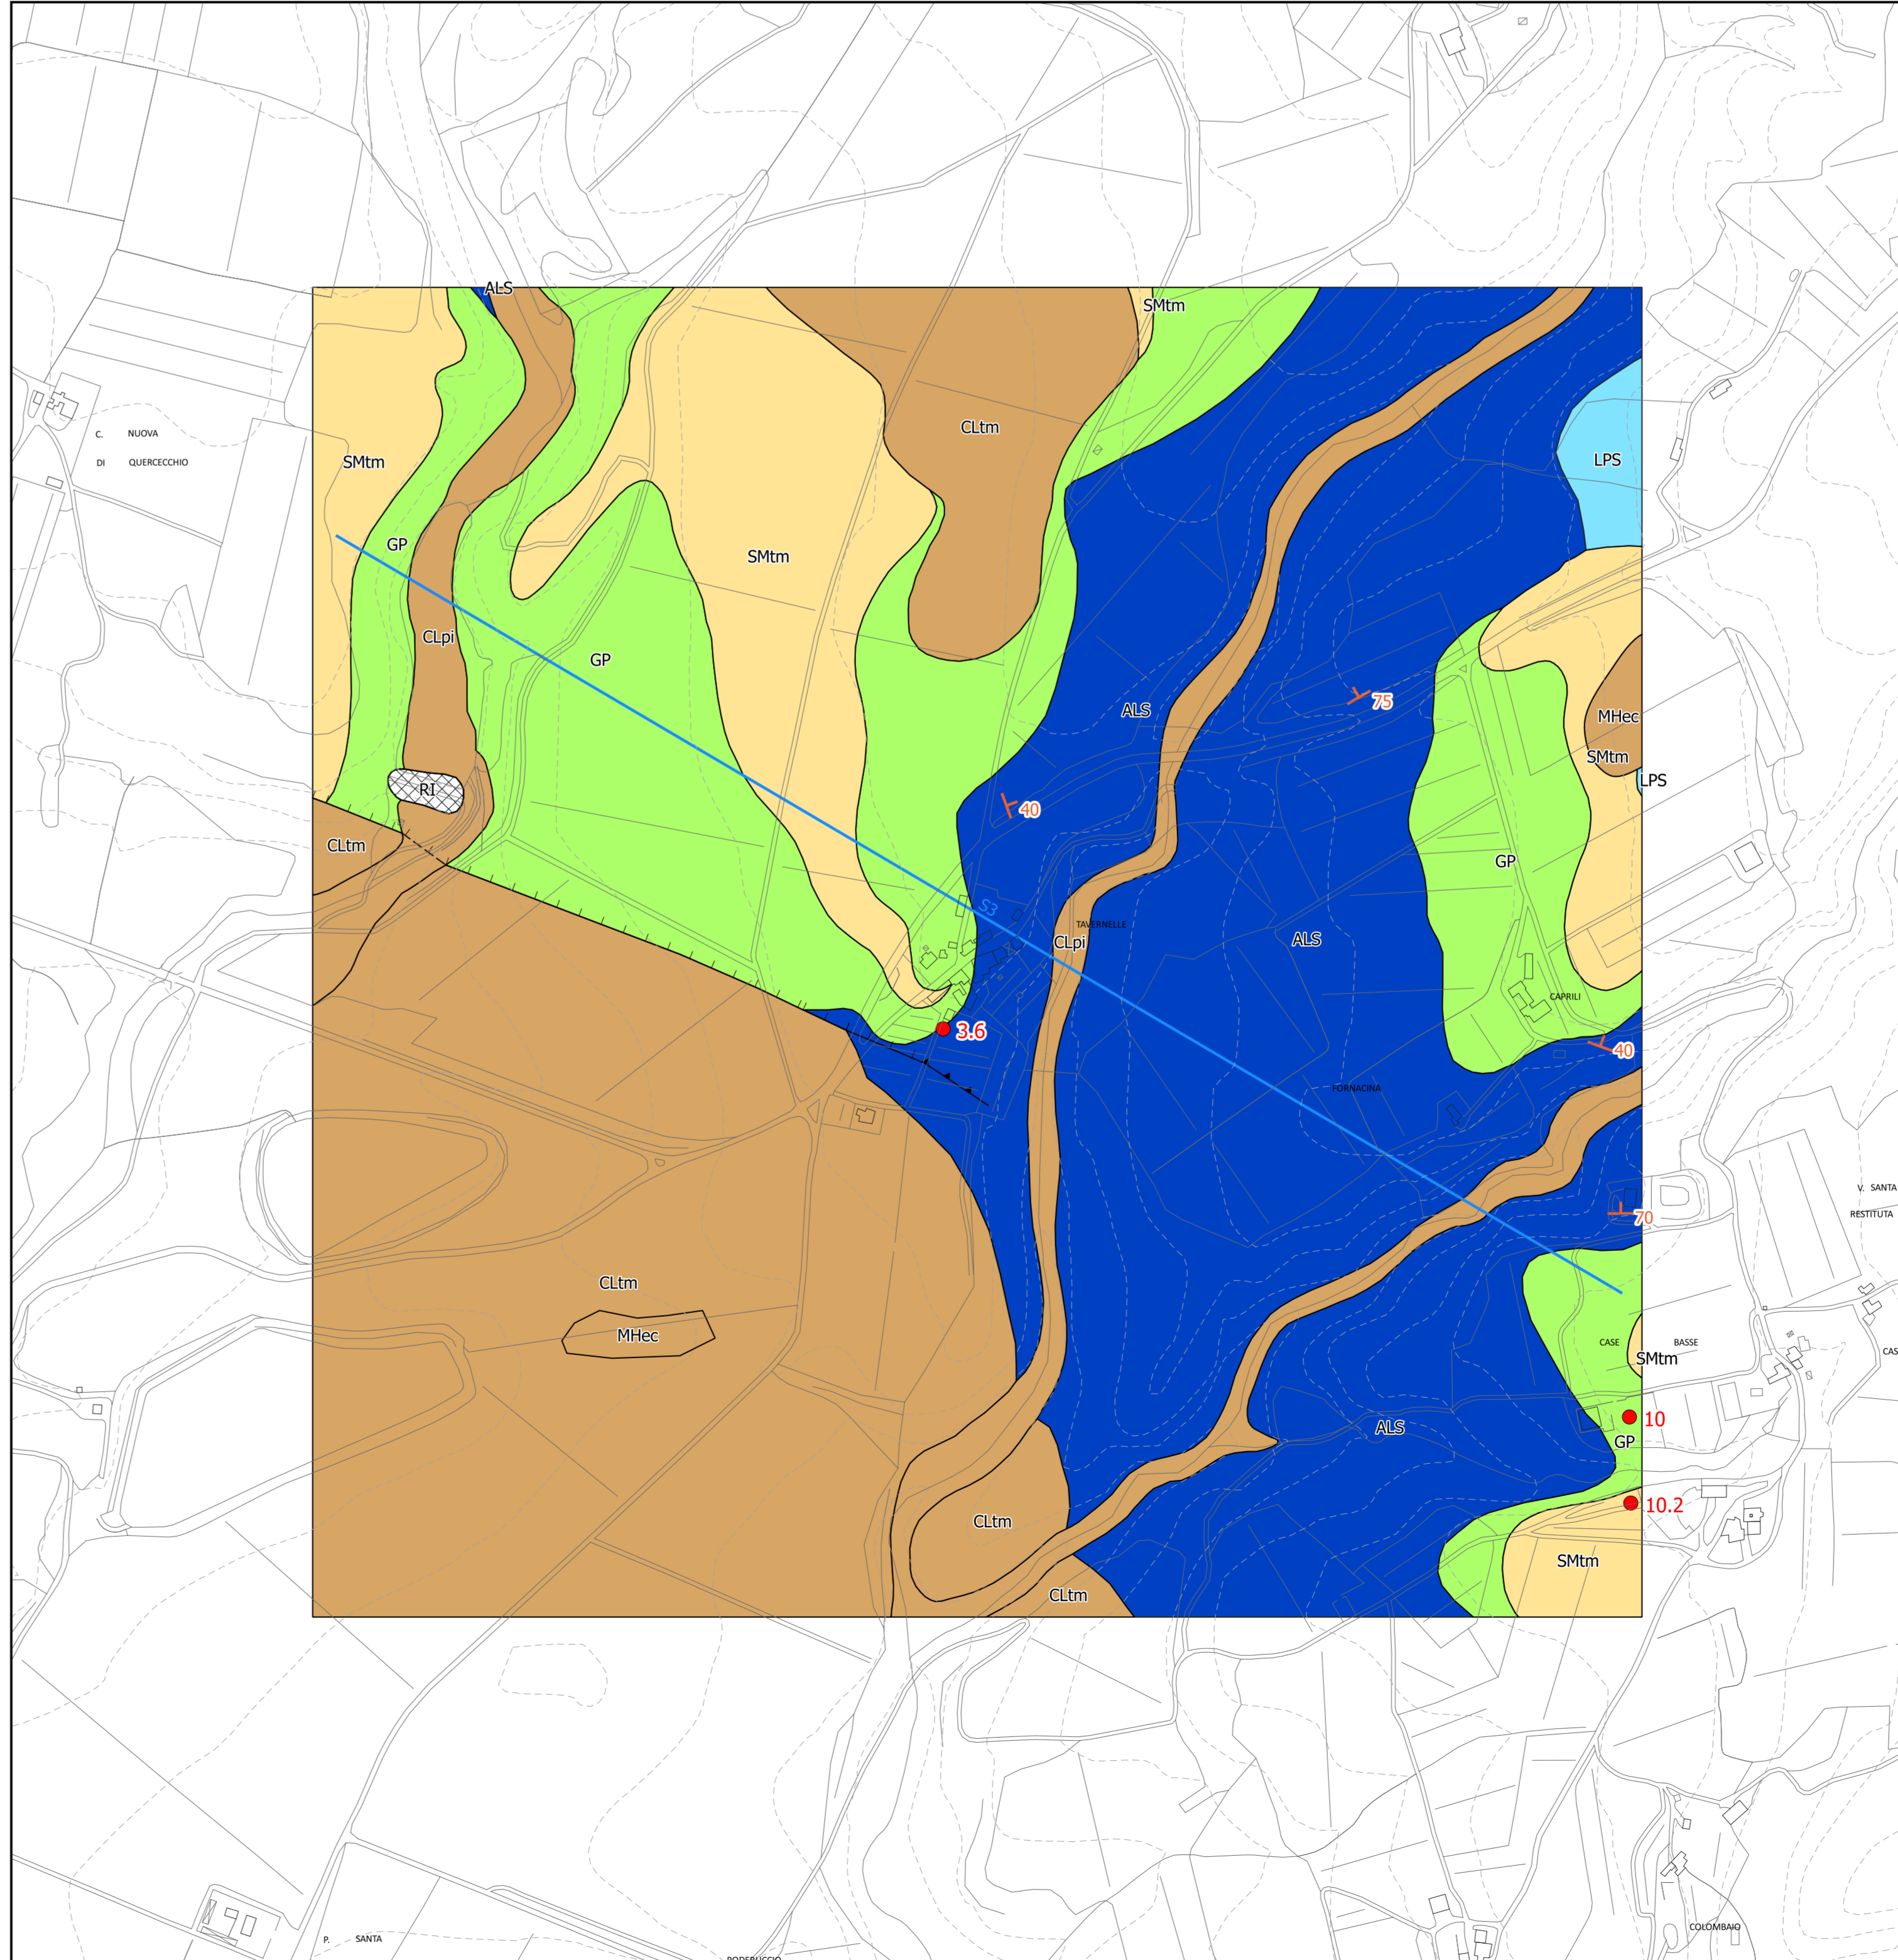 ALS
SMtm
CLtm
C. NUOVA
DI QUERCECCHIO
SMtm
LPS
GP
SMtm
CLpi
GP
75
ALS
MHec
SMtm
LPS
RI
40
CLtm
GP
S3
TAVERNELLE
CLpi
ALS
CAPRILI
3.6
40
FORNACINA
V. SANTA
RESTITUTA
70
CLtm
MHec
CASE BASSE
CAS
SMtm
10
ALS
GP
10.2
CLtm
SMtm
CLtm
COLOMBAIO
P. SANTA